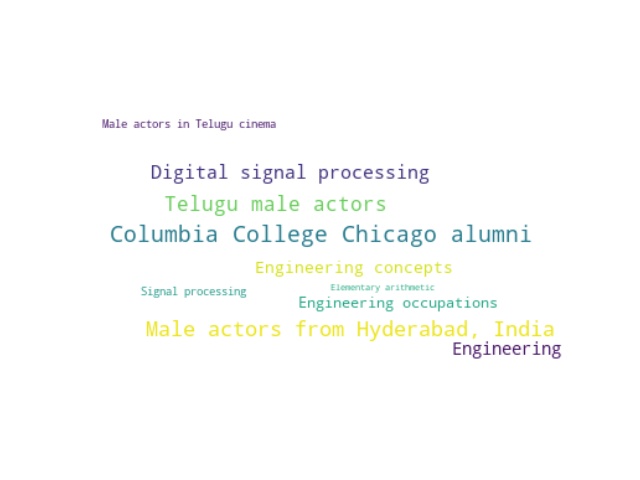 Male actors in Telugu cinema
Digital signal processing
Telugu male actors
Columbia College Chicago alumni
Engineering concepts
Elementary arithmetic
Signal processing
Engineering occupations
Male actors from Hyderabad, India
Engineering